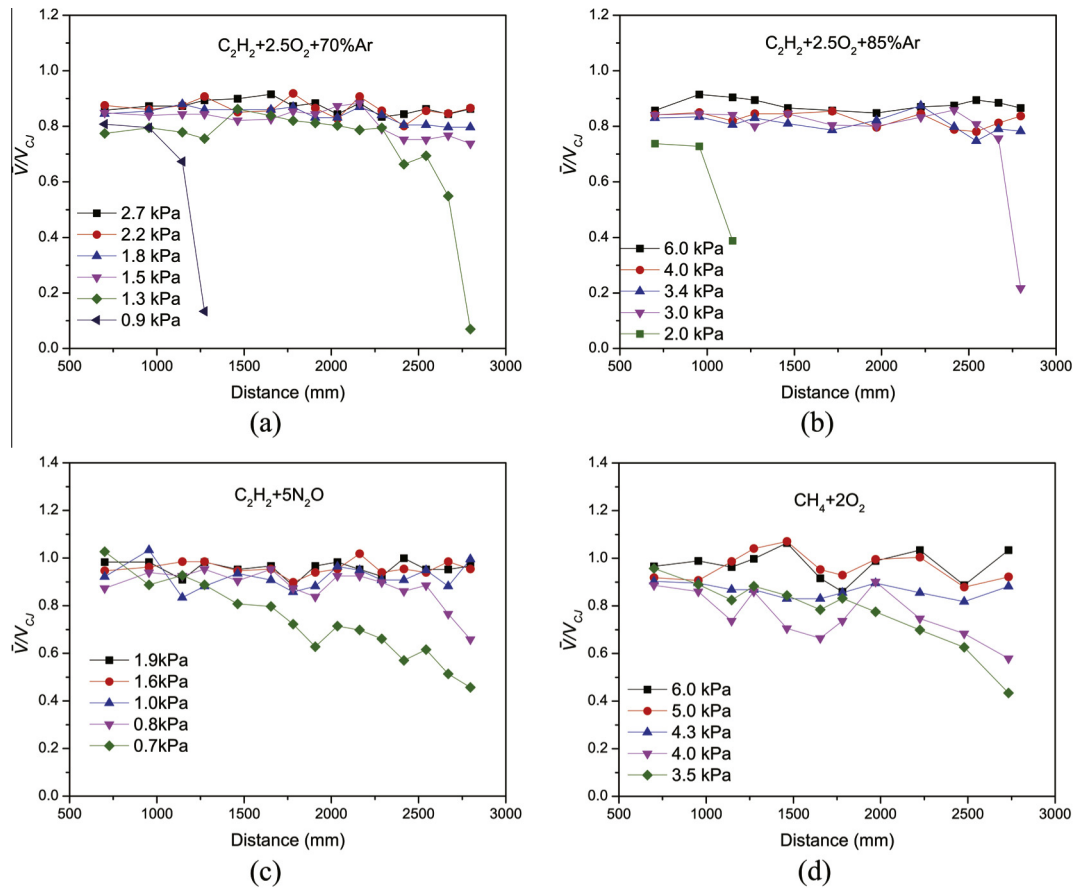 1.2
1.0
0.8
0.6
0.4
0.2
0.0
V̄/V_CJ
C₂H₂+2.5O₂+70%Ar
2.7 kPa
2.2 kPa
1.8 kPa
1.5 kPa
1.3 kPa
0.9 kPa
500 1000 1500 2000 2500 3000
Distance (mm)
(a)
1.2
1.0
0.8
0.6
0.4
0.2
0.0
V̄/V_CJ
C₂H₂+2.5O₂+85%Ar
6.0 kPa
4.0 kPa
3.4 kPa
3.0 kPa
2.0 kPa
500 1000 1500 2000 2500 3000
Distance (mm)
(b)
1.4
1.2
1.0
0.8
0.6
0.4
0.2
0.0
V̄/V_CJ
C₂H₂+5N₂O
1.9kPa
1.6kPa
1.0kPa
0.8kPa
0.7kPa
500 1000 1500 2000 2500 3000
Distance (mm)
(c)
1.4
1.2
1.0
0.8
0.6
0.4
0.2
0.0
V̄/V_CJ
CH₄+2O₂
6.0 kPa
5.0 kPa
4.3 kPa
4.0 kPa
3.5 kPa
500 1000 1500 2000 2500 3000
Distance (mm)
(d)